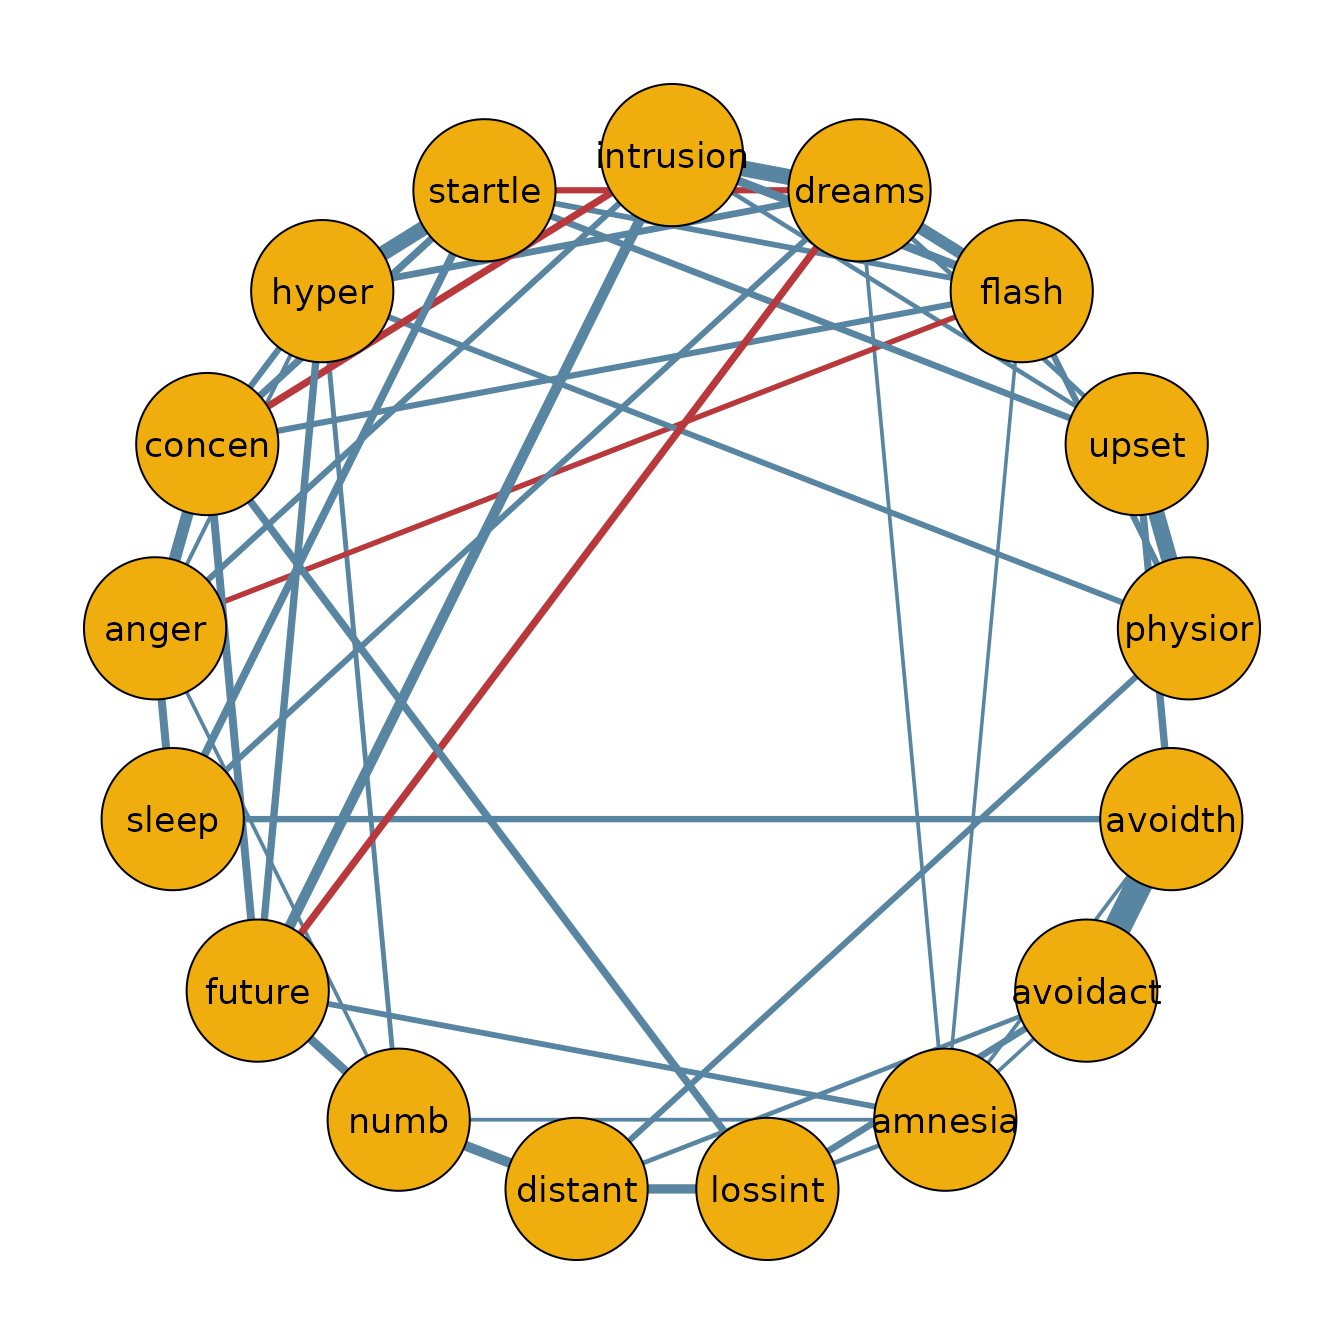 intrusion
startle
dreams
hyper
flash
concen
upset
anger
physior
sleep
avoidth
future
avoidact
numb
amnesia
distant
lossint